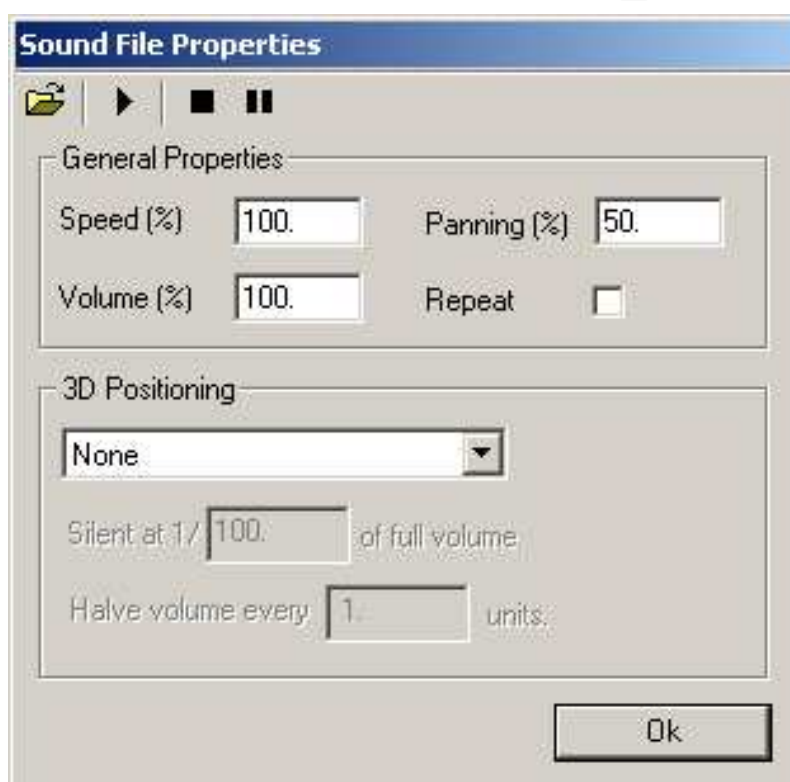 Sound File Properties
General Properties
Speed (%) 100. Panning (%) 50.
Volume (%) 100. Repeat
3D Positioning
None
Silent at 1/ 100. of full volume
Halve volume every 1. units.
Ok